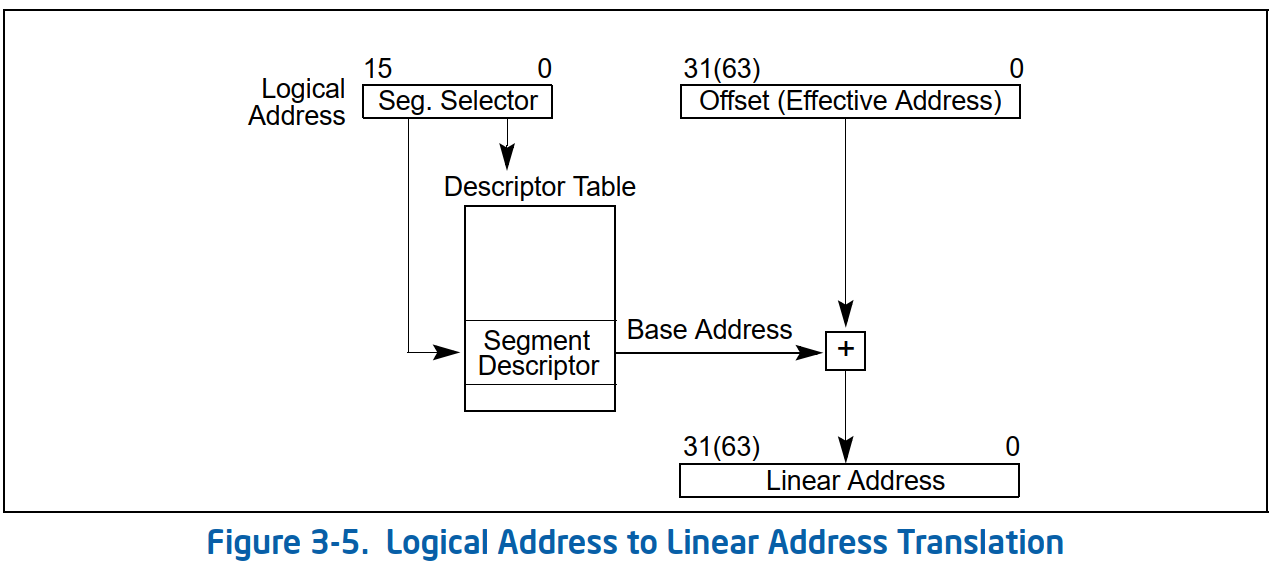 15 0
31(63) 0
Logical
Address
Seg. Selector
Offset (Effective Address)
Descriptor Table
Base Address
Segment
Descriptor
+
31(63) 0
Linear Address
Figure 3-5. Logical Address to Linear Address Translation